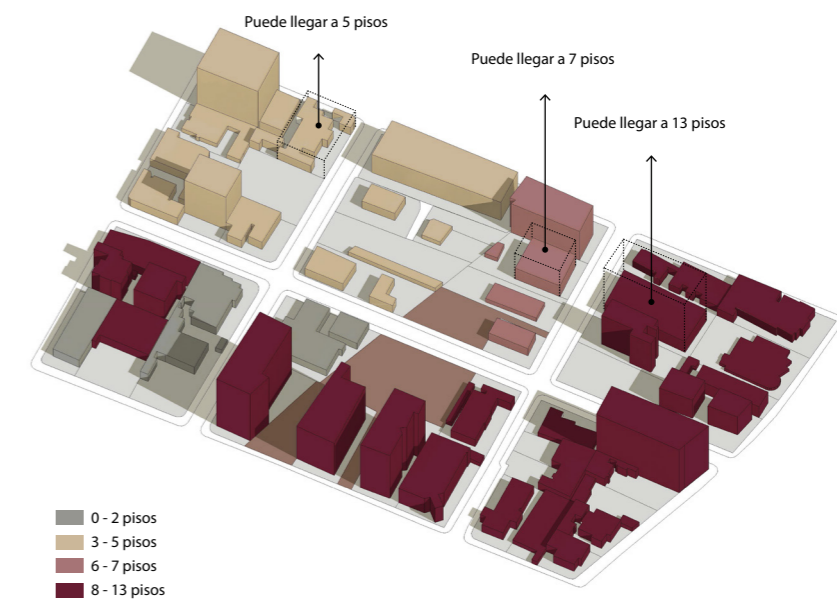 Puede llegar a 5 pisos
Puede llegar a 7 pisos
Puede llegar a 13 pisos
0 - 2 pisos
3 - 5 pisos
6 - 7 pisos
8 - 13 pisos